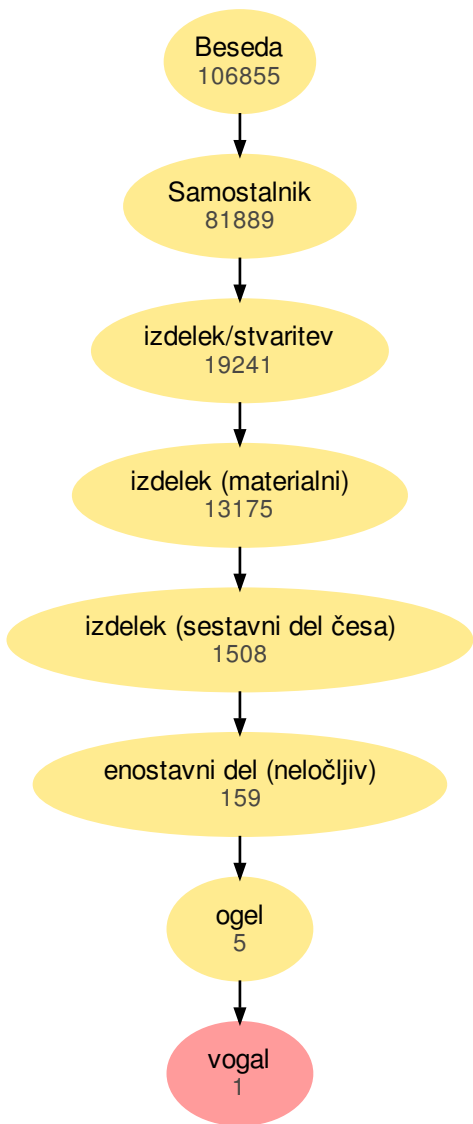 Beseda
106855
Samostalnik
81889
izdelek/stvaritev
19241
izdelek (materialni)
13175
izdelek (sestavni del česa)
1508
enostavni del (neločljiv)
159
ogel
5
vogal
1